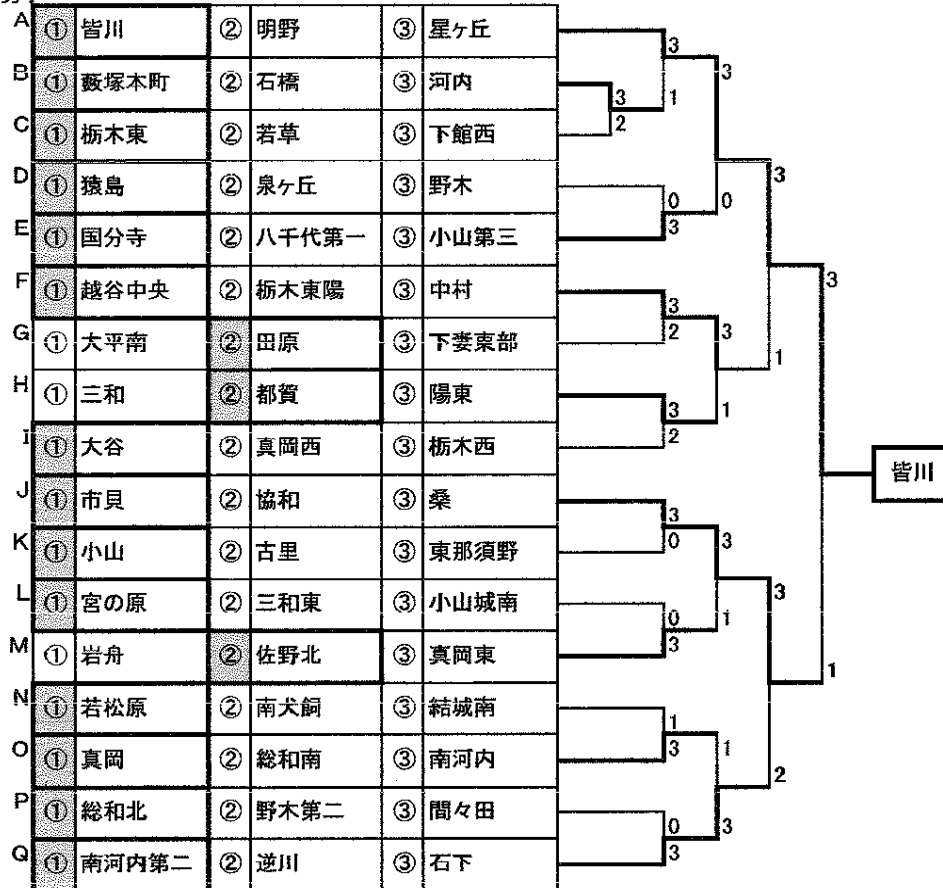 A ① 皆川 ② 明野 ③ 星ヶ丘
B ① 藪塚本町 ② 石橋 ③ 河内
C ① 栃木東 ② 若草 ③ 下館西
D ① 猿島 ② 泉ヶ丘 ③ 野木
E ① 国分寺 ② 八千代第一 ③ 小山第三
F ① 越谷中央 ② 栃木東陽 ③ 中村
G ① 大平南 ② 田原 ③ 下妻東部
H ① 三和 ② 都賀 ③ 陽東
I ① 大谷 ② 真岡西 ③ 栃木西
J ① 市貝 ② 協和 ③ 桑
K ① 小山 ② 古里 ③ 東那須野
L ① 宮の原 ② 三和東 ③ 小山城南
M ① 岩舟 ② 佐野北 ③ 真岡東
N ① 若松原 ② 南犬飼 ③ 結城南
O ① 真岡 ② 総和南 ③ 南河内
P ① 総和北 ② 野木第二 ③ 間々田
Q ① 南河内第二 ② 逆川 ③ 石下
3
3
3 1
2
3
0 0
3
3
3
2 3
1
3 1
2
皆川
3
0 3
3
0 1
3
1
1
3 1
2
0 3
3